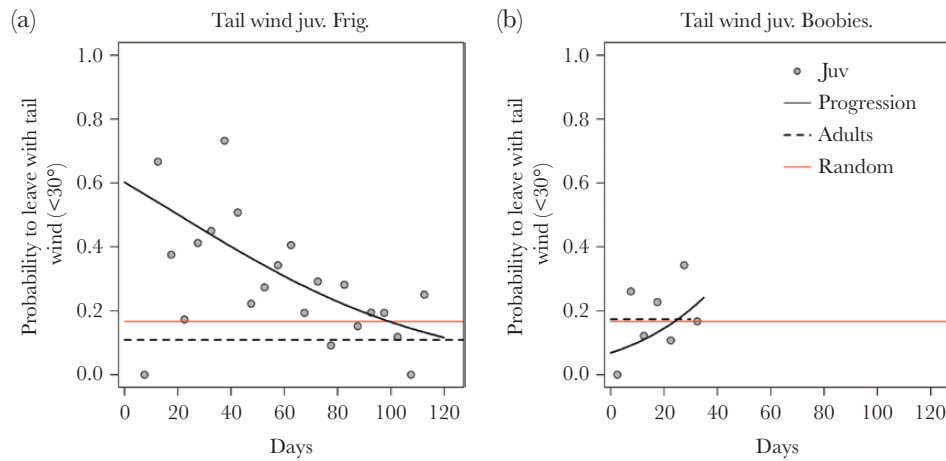 (a)
Tail wind juv. Frig.
Probability to leave with tail
wind (<30°)
1.0
0.8
0.6
0.4
0.2
0.0
0
20
40
60
80
100
120
Days
(b)
Tail wind juv. Boobies.
Probability to leave with tail
wind (<30°)
1.0
0.8
0.6
0.4
0.2
0.0
Juv
Progression
Adults
Random
0
20
40
60
80
100
120
Days